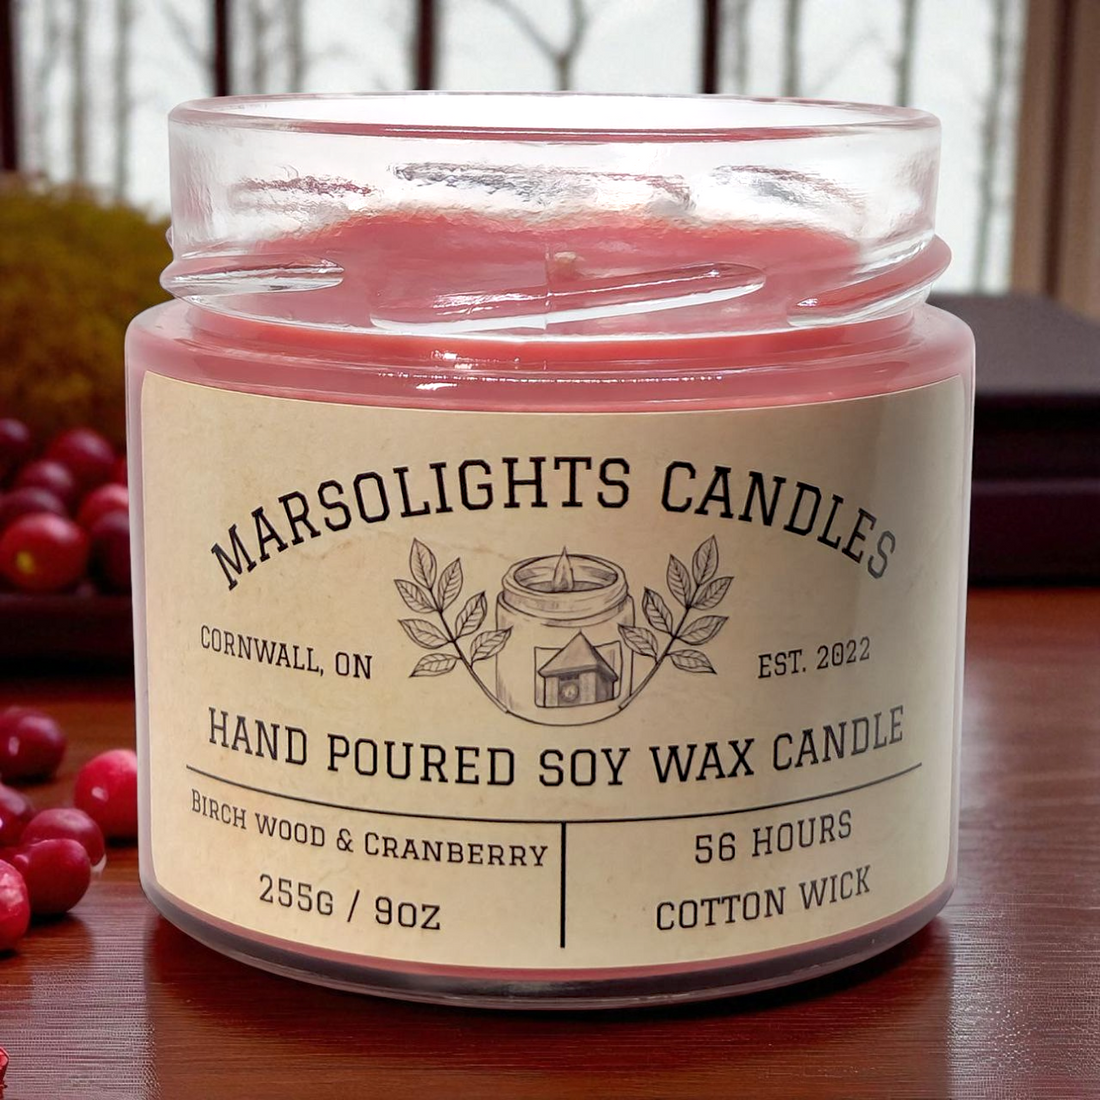 MARSOLIGHTS CANDLES
CORNWALL, ON
EST. 2022
HAND POURED SOY WAX CANDLE
BIRCH WOOD & CRANBERRY
255G / 9OZ
56 HOURS
COTTON WICK